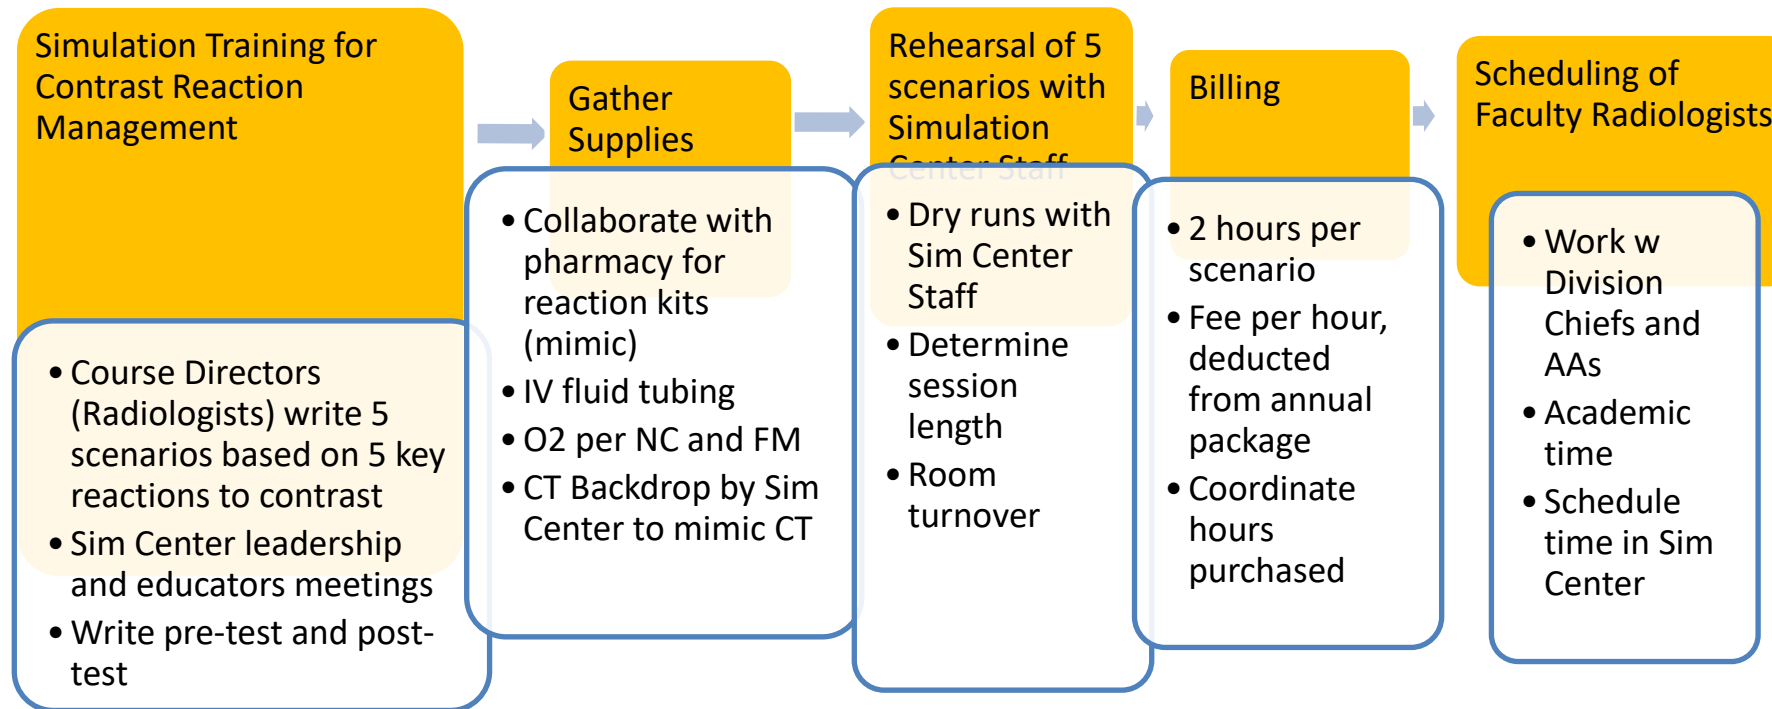 Simulation Training for
Contrast Reaction
Management
• Course Directors
(Radiologists) write 5
scenarios based on 5 key
reactions to contrast
• Sim Center leadership
and educators meetings
• Write pre-test and post-
test
Gather
Supplies
• Collaborate with
pharmacy for
reaction kits
(mimic)
• IV fluid tubing
• O2 per NC and FM
• CT Backdrop by Sim
Center to mimic CT
Rehearsal of 5
scenarios with
Simulation
Center Staff
• Dry runs with
Sim Center
Staff
• Determine
session
length
• Room
turnover
Billing
• 2 hours per
scenario
• Fee per hour,
deducted
from annual
package
• Coordinate
hours
purchased
Scheduling of
Faculty Radiologists
• Work w
Division
Chiefs and
AAs
• Academic
time
• Schedule
time in Sim
Center